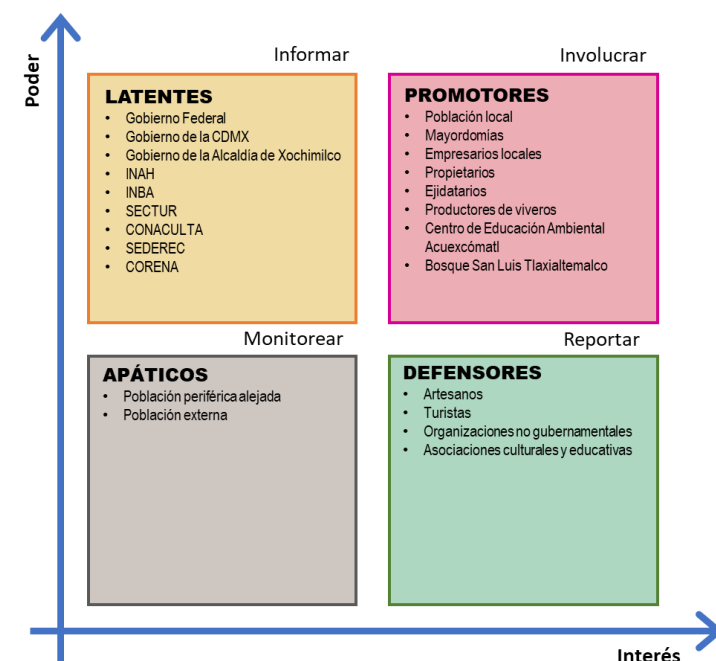 Poder
Informar
LATENTES
• Gobierno Federal
• Gobierno de la CDMX
• Gobierno de la Alcaldía de Xochimilco
• INAH
• INBA
• SECTUR
• CONACULTA
• SEDEREC
• CORENA
Involucrar
PROMOTORES
• Población local
• Mayordomías
• Empresarios locales
• Propietarios
• Ejidatarios
• Productores de viveros
• Centro de Educación Ambiental
Acuexcómatl
• Bosque San Luis Tlaxialtemalco
Monitorear
APÁTICOS
• Población periférica alejada
• Población externa
Reportar
DEFENSORES
• Artesanos
• Turistas
• Organizaciones no gubernamentales
• Asociaciones culturales y educativas
Interés